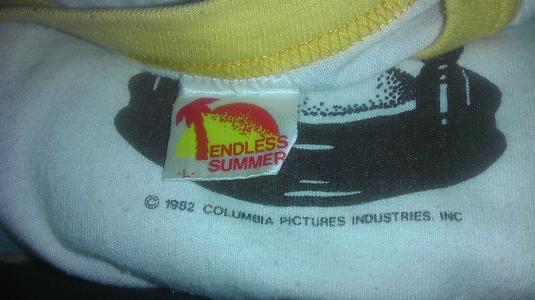 ENDLESS
SUMMER
-L-
© 1982 COLUMBIA PICTURES INDUSTRIES, INC